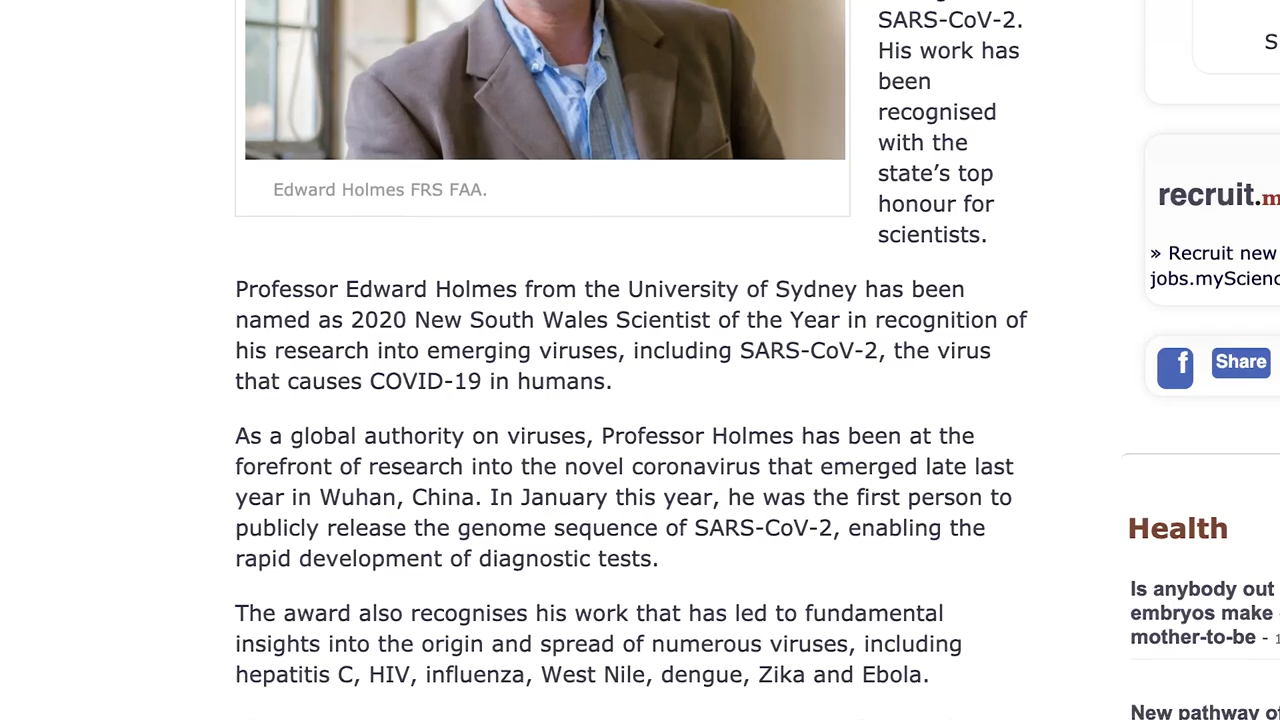 SARS-CoV-2.
His work has
been
recognised
with the
state’s top
honour for
scientists.
Edward Holmes FRS FAA.
Professor Edward Holmes from the University of Sydney has been
named as 2020 New South Wales Scientist of the Year in recognition of
his research into emerging viruses, including SARS-CoV-2, the virus
that causes COVID-19 in humans.
As a global authority on viruses, Professor Holmes has been at the
forefront of research into the novel coronavirus that emerged late last
year in Wuhan, China. In January this year, he was the first person to
publicly release the genome sequence of SARS-CoV-2, enabling the
rapid development of diagnostic tests.
The award also recognises his work that has led to fundamental
insights into the origin and spread of numerous viruses, including
hepatitis C, HIV, influenza, West Nile, dengue, Zika and Ebola.
S
recruit.m
» Recruit new
jobs.myScienc
f Share
Health
Is anybody out
embryos make
mother-to-be -
New pathway of